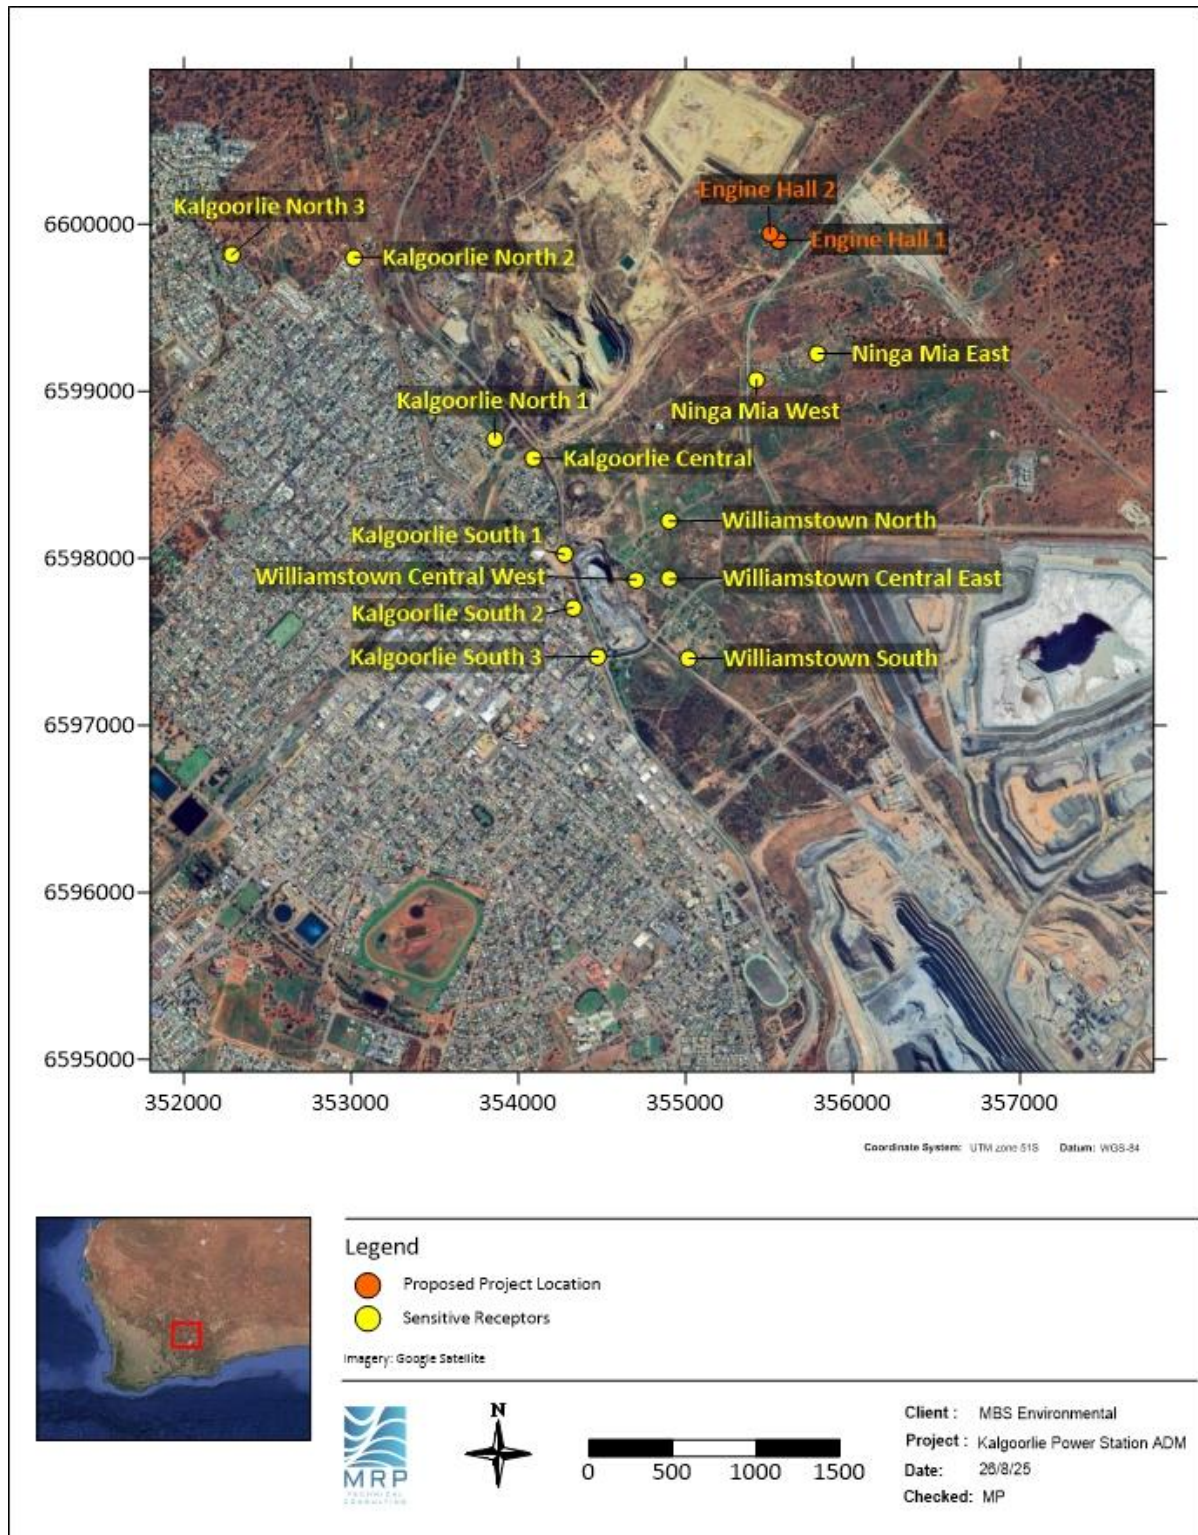 Engine Hall 2
Kalgoorlie North 3
6600000
Engine Hall 1
Kalgoorlie North 2
Ninga Mia East
6599000
Kalgoorlie North 1
Ninga Mia West
Kalgoorlie Central
Williamstown North
Kalgoorlie South 1
6598000
Williamstown Central West
Williamstown Central East
Kalgoorlie South 2
Kalgoorlie South 3
Williamstown South
6597000
6596000
6595000
352000 353000 354000 355000 356000 357000
Coordinate System: UTM zone 51S Datum: WGS-84
Legend
Proposed Project Location
Sensitive Receptors
Imagery: Google Satellite
MRP
TECHNICAL
CONSULTING
N
0 500 1000 1500
Client : MBS Environmental
Project : Kalgoorlie Power Station ADM
Date: 26/8/25
Checked: MP